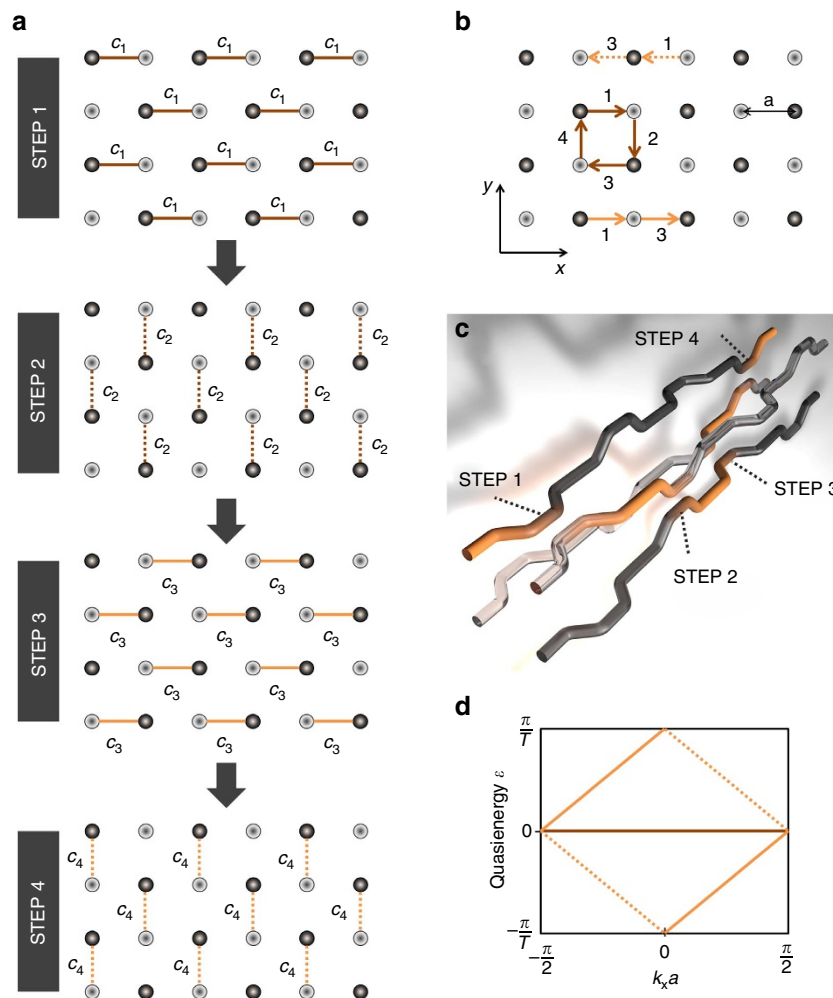 a
STEP 1
c1 c1 c1
c1 c1
c1 c1 c1
c1 c1
STEP 2
c2 c2 c2
c2 c2 c2
c2 c2 c2
STEP 3
c3 c3
c3 c3 c3
c3 c3
c3 c3 c3
STEP 4
c4 c4 c4
c4 c4 c4
c4 c4 c4
b
3 1
1
a
4 2
3
y
1 3
x
c
STEP 4
STEP 1
STEP 3
STEP 2
d
π/T
Quasienergy ε
0
−π/T
−π/2 0 π/2
kxa